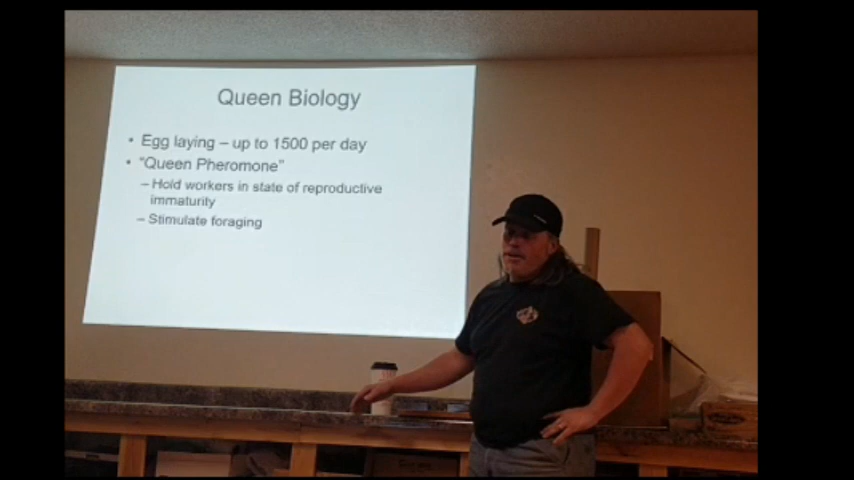 Queen Biology
• Egg laying – up to 1500 per day
• "Queen Pheromone"
– Hold workers in state of reproductive
immaturity
– Stimulate foraging